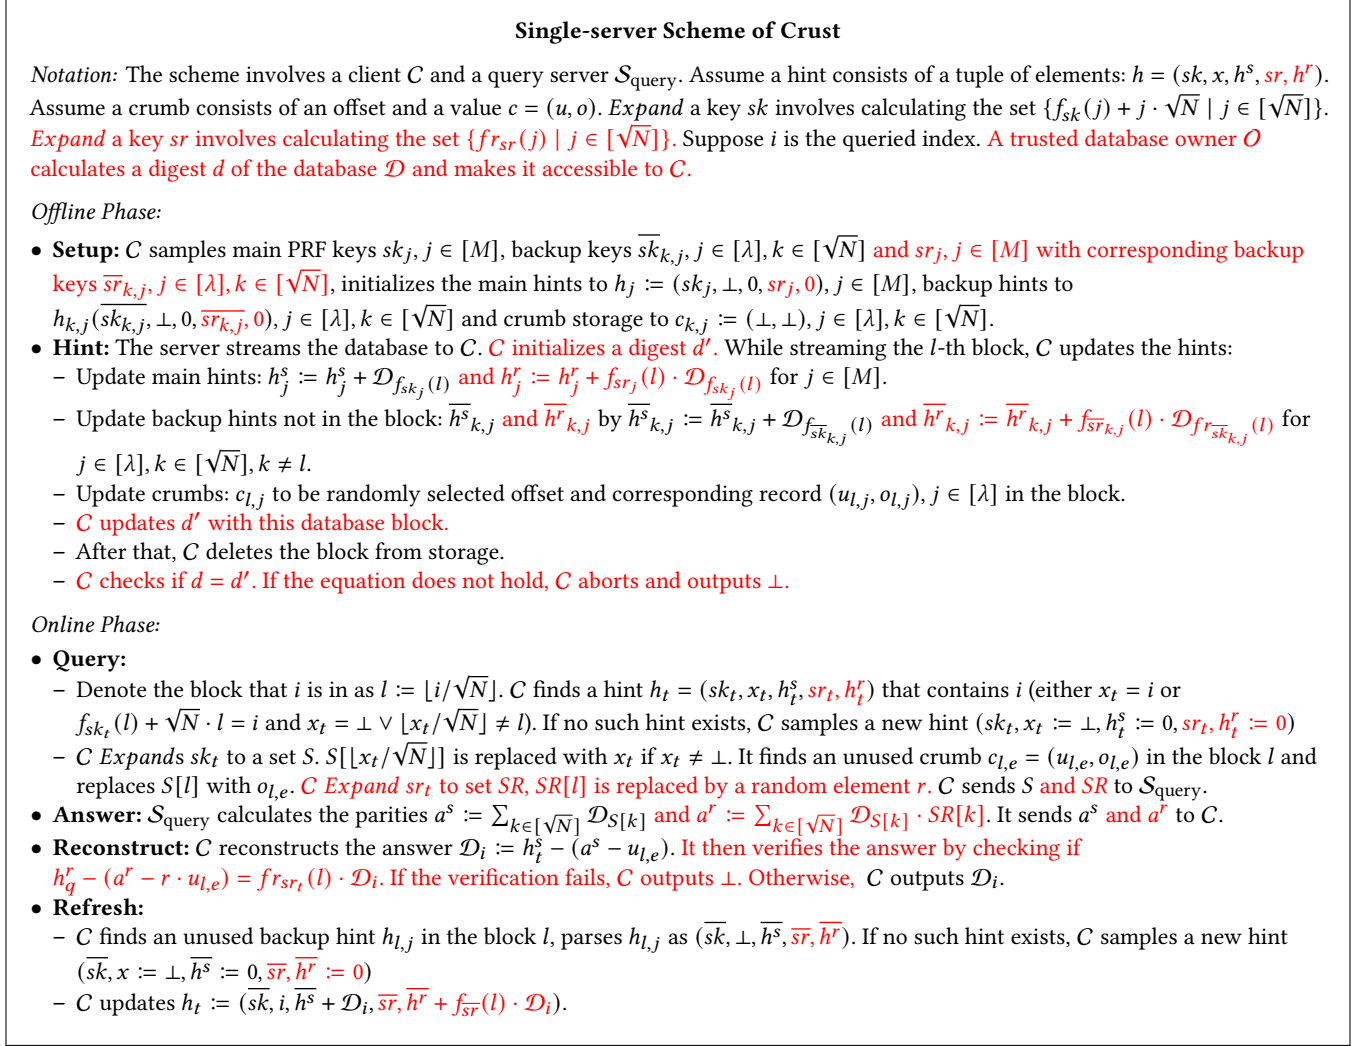 Single-server Scheme of Crust
Notation: The scheme involves a client 𝒞 and a query server 𝒮_query. Assume a hint consists of a tuple of elements: h = (sk, x, h^s, sr, h^r).
Assume a crumb consists of an offset and a value c = (u, o). Expand a key sk involves calculating the set {f_{sk}(j) + j · √N | j ∈ [√N]}.
Expand a key sr involves calculating the set {fr_{sr}(j) | j ∈ [√N]}. Suppose i is the queried index. A trusted database owner 𝒪
calculates a digest d of the database 𝒟 and makes it accessible to 𝒞.
Offline Phase:
• Setup: 𝒞 samples main PRF keys sk_j, j ∈ [M], backup keys \overline{sk}_{k,j}, j ∈ [λ], k ∈ [√N] and sr_j, j ∈ [M] with corresponding backup
keys \overline{sr}_{k,j}, j ∈ [λ], k ∈ [√N], initializes the main hints to h_j := (sk_j, ⊥, 0, sr_j, 0), j ∈ [M], backup hints to
h_{k,j}(\overline{sk_{k,j}}, ⊥, 0, \overline{sr_{k,j}}, 0), j ∈ [λ], k ∈ [√N] and crumb storage to c_{k,j} := (⊥, ⊥), j ∈ [λ], k ∈ [√N].
• Hint: The server streams the database to 𝒞. 𝒞 initializes a digest d′. While streaming the l-th block, 𝒞 updates the hints:
– Update main hints: h^s_j := h^s_j + 𝒟_{f_{sk_j}(l)} and h^r_j := h^r_j + f_{sr_j}(l) · 𝒟_{f_{sk_j}(l)} for j ∈ [M].
– Update backup hints not in the block: \overline{h^s}_{k,j} and \overline{h^r}_{k,j} by \overline{h^s}_{k,j} := \overline{h^s}_{k,j} + 𝒟_{f_{\overline{sk}_{k,j}}(l)} and \overline{h^r}_{k,j} := \overline{h^r}_{k,j} + f_{\overline{sr}_{k,j}}(l) · 𝒟_{fr_{\overline{sk}_{k,j}}(l)} for
j ∈ [λ], k ∈ [√N], k ≠ l.
– Update crumbs: c_{l,j} to be randomly selected offset and corresponding record (u_{l,j}, o_{l,j}), j ∈ [λ] in the block.
– 𝒞 updates d′ with this database block.
– After that, 𝒞 deletes the block from storage.
– 𝒞 checks if d = d′. If the equation does not hold, 𝒞 aborts and outputs ⊥.
Online Phase:
• Query:
– Denote the block that i is in as l := ⌊i/√N⌋. 𝒞 finds a hint h_t = (sk_t, x_t, h^s_t, sr_t, h^r_t) that contains i (either x_t = i or
f_{sk_t}(l) + √N · l = i and x_t = ⊥ ∨ ⌊x_t/√N⌋ ≠ l). If no such hint exists, 𝒞 samples a new hint (sk_t, x_t := ⊥, h^s_t := 0, sr_t, h^r_t := 0)
– 𝒞 Expands sk_t to a set S. S[⌊x_t/√N⌋] is replaced with x_t if x_t ≠ ⊥. It finds an unused crumb c_{l,e} = (u_{l,e}, o_{l,e}) in the block l and
replaces S[l] with o_{l,e}. 𝒞 Expand sr_t to set SR, SR[l] is replaced by a random element r. 𝒞 sends S and SR to 𝒮_query.
• Answer: 𝒮_query calculates the parities a^s := ∑_{k∈[√N]} 𝒟_{S[k]} and a^r := ∑_{k∈[√N]} 𝒟_{S[k]} · SR[k]. It sends a^s and a^r to 𝒞.
• Reconstruct: 𝒞 reconstructs the answer 𝒟_i := h^s_t − (a^s − u_{l,e}). It then verifies the answer by checking if
h^r_q − (a^r − r · u_{l,e}) = fr_{sr_t}(l) · 𝒟_i. If the verification fails, 𝒞 outputs ⊥. Otherwise, 𝒞 outputs 𝒟_i.
• Refresh:
– 𝒞 finds an unused backup hint h_{l,j} in the block l, parses h_{l,j} as (\overline{sk}, ⊥, \overline{h^s}, \overline{sr}, \overline{h^r}). If no such hint exists, 𝒞 samples a new hint
(\overline{sk}, x := ⊥, \overline{h^s} := 0, \overline{sr}, \overline{h^r} := 0)
– 𝒞 updates h_t := (\overline{sk}, i, \overline{h^s} + 𝒟_i, \overline{sr}, \overline{h^r} + f_{\overline{sr}}(l) · 𝒟_i).